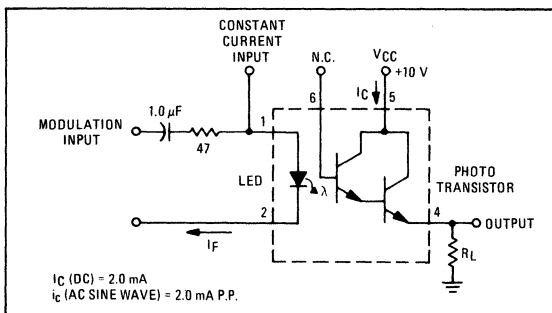 CONSTANT
CURRENT
INPUT
N.C.
VCC
+10 V
IC
6
5
1.0 μF
MODULATION
INPUT
47
1
LED
λ
PHOTO
TRANSISTOR
2
4
OUTPUT
IF
RL
IC (DC) = 2.0 mA
ic (AC SINE WAVE) = 2.0 mA P.P.